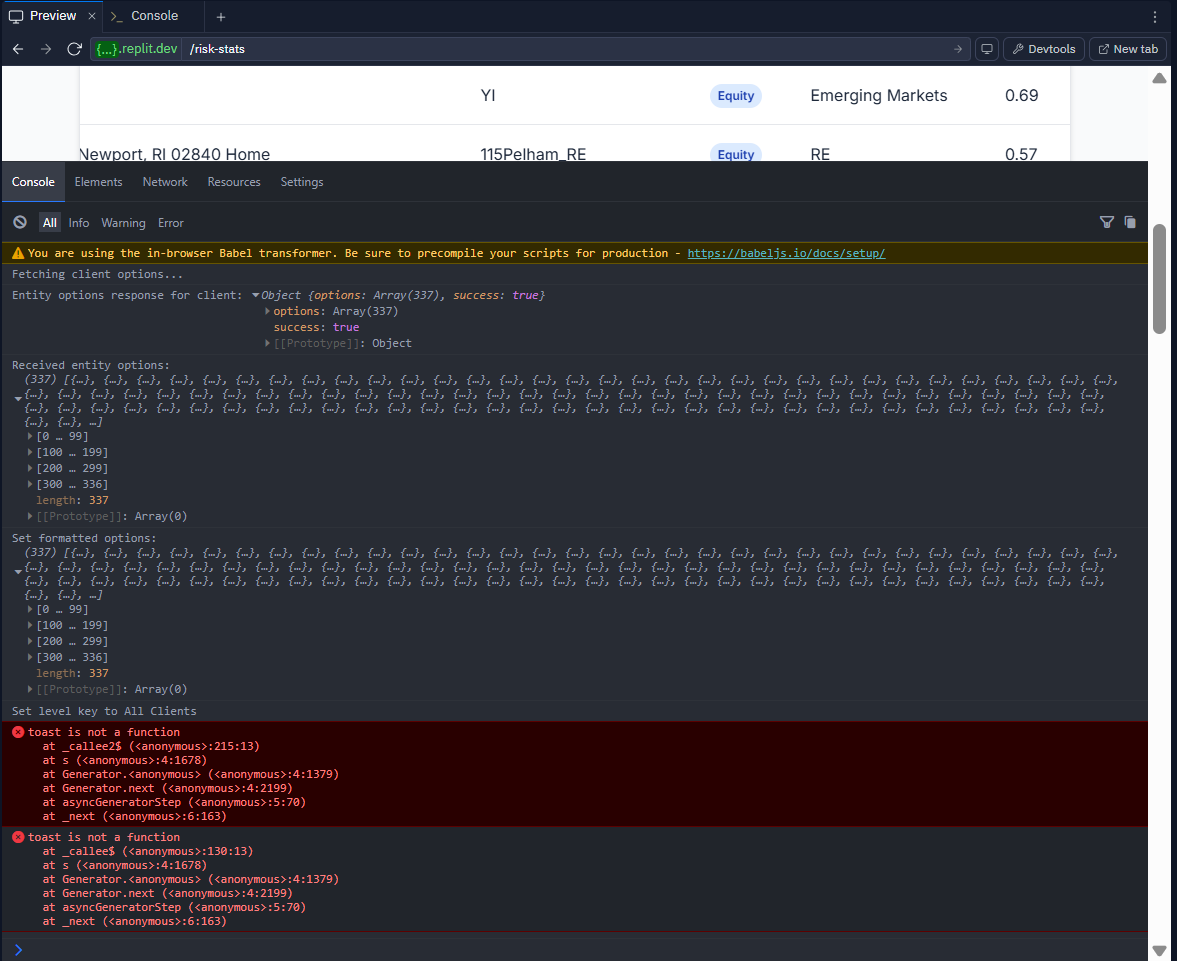 Preview × >_ Console +
{...}.replit.dev /risk-stats Devtools New tab
YI Equity Emerging Markets 0.69
Newport, RI 02840 Home 115Pelham_RE Equity RE 0.57
Console Elements Network Resources Settings
All Info Warning Error
You are using the in-browser Babel transformer. Be sure to precompile your scripts for production - https://babeljs.io/docs/setup/
Fetching client options...
Entity options response for client: Object {options: Array(337), success: true}
options: Array(337)
success: true
[[Prototype]]: Object
Received entity options:
(337) [{…}, {…}, {…}, {…}, {…}, {…}, {…}, {…}, {…}, {…}, {…}, {…}, {…}, {…}, {…}, {…}, {…}, {…}, {…}, {…}, {…}, {…}, {…}, {…}, {…}, {…}, {…}, {…}, {…}, {…}, {…}, {…},
{…}, {…}, {…}, {…}, {…}, {…}, {…}, {…}, {…}, {…}, {…}, {…}, {…}, {…}, {…}, {…}, {…}, {…}, {…}, {…}, {…}, {…}, {…}, {…}, {…}, {…}, {…}, {…}, {…}, {…}, {…}, {…}, {…},
{…}, {…}, {…}, {…}, {…}, {…}, {…}, {…}, {…}, {…}, {…}, {…}, {…}, {…}, {…}, {…}, {…}, {…}, {…}, {…}, {…}, {…}, {…}, {…}, {…}, {…}, {…}, {…}, {…}, {…}, {…}, {…}, {…},
{…}, {…}, …]
[0 … 99]
[100 … 199]
[200 … 299]
[300 … 336]
length: 337
[[Prototype]]: Array(0)
Set formatted options:
(337) [{…}, {…}, {…}, {…}, {…}, {…}, {…}, {…}, {…}, {…}, {…}, {…}, {…}, {…}, {…}, {…}, {…}, {…}, {…}, {…}, {…}, {…}, {…}, {…}, {…}, {…}, {…}, {…}, {…}, {…}, {…}, {…},
{…}, {…}, {…}, {…}, {…}, {…}, {…}, {…}, {…}, {…}, {…}, {…}, {…}, {…}, {…}, {…}, {…}, {…}, {…}, {…}, {…}, {…}, {…}, {…}, {…}, {…}, {…}, {…}, {…}, {…}, {…}, {…}, {…},
{…}, {…}, {…}, {…}, {…}, {…}, {…}, {…}, {…}, {…}, {…}, {…}, {…}, {…}, {…}, {…}, {…}, {…}, {…}, {…}, {…}, {…}, {…}, {…}, {…}, {…}, {…}, {…}, {…}, {…}, {…}, {…}, {…},
{…}, {…}, …]
[0 … 99]
[100 … 199]
[200 … 299]
[300 … 336]
length: 337
[[Prototype]]: Array(0)
Set level key to All Clients
toast is not a function
at _callee2$ (<anonymous>:215:13)
at s (<anonymous>:4:1678)
at Generator.<anonymous> (<anonymous>:4:1379)
at Generator.next (<anonymous>:4:2199)
at asyncGeneratorStep (<anonymous>:5:70)
at _next (<anonymous>:6:163)
toast is not a function
at _callee$ (<anonymous>:130:13)
at s (<anonymous>:4:1678)
at Generator.<anonymous> (<anonymous>:4:1379)
at Generator.next (<anonymous>:4:2199)
at asyncGeneratorStep (<anonymous>:5:70)
at _next (<anonymous>:6:163)